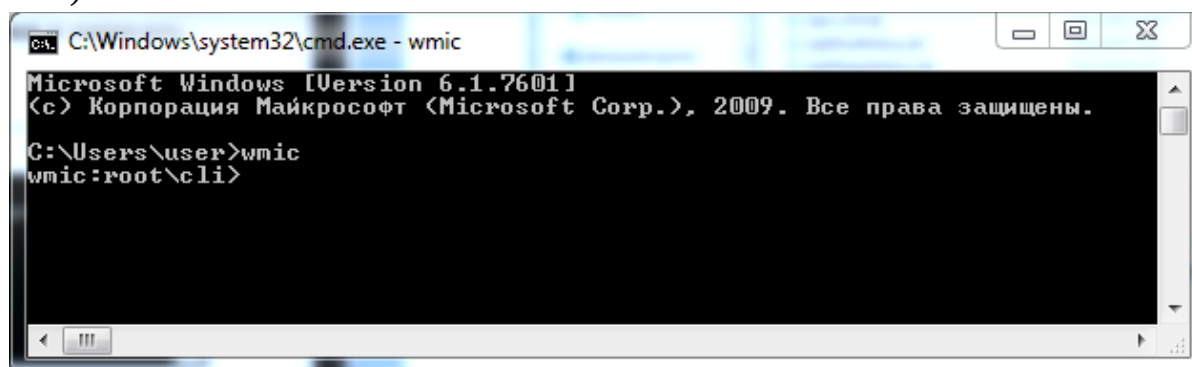 C:\Windows\system32\cmd.exe - wmic
Microsoft Windows [Version 6.1.7601]
(c) Корпорация Майкрософт (Microsoft Corp.), 2009. Все права защищены.
C:\Users\user>wmic
wmic:root\cli>